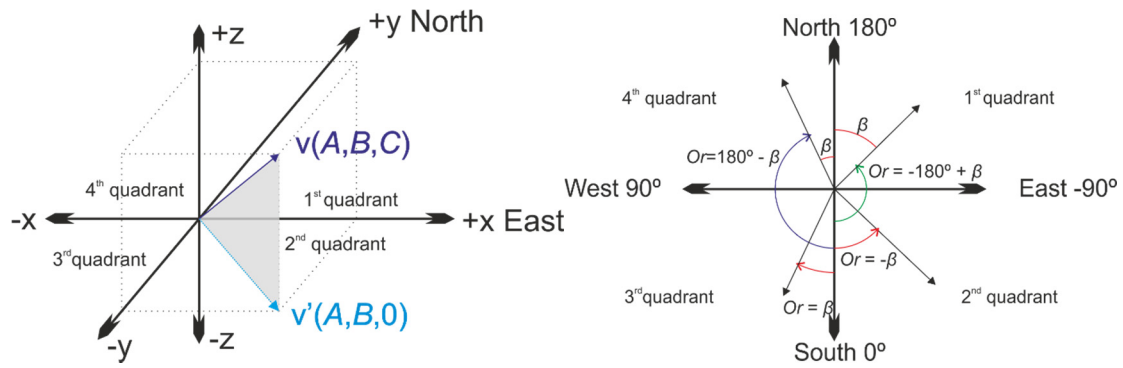 +z
+y North
v(A,B,C)
4th quadrant
1st quadrant
-x
+x East
3rd quadrant
2nd quadrant
v'(A,B,0)
-y
-z
North 180º
4th quadrant
1st quadrant
β
β
Or=180º - β
Or = -180º + β
West 90º
East -90º
Or = -β
3rd quadrant
Or = β
2nd quadrant
South 0º